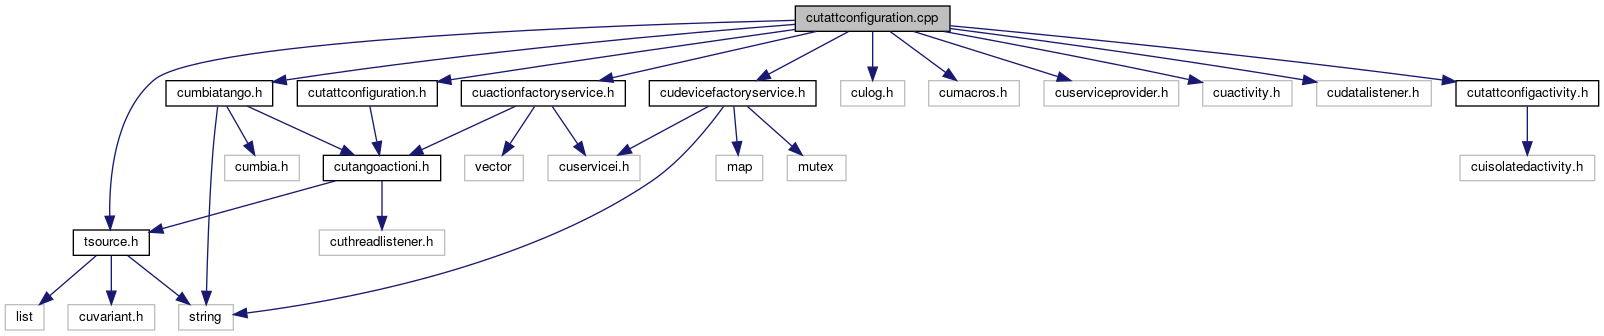 cutattconfiguration.cpp
cumbiatango.h
cutattconfiguration.h
cuactionfactoryservice.h
cudevicefactoryservice.h
culog.h
cumacros.h
cuserviceprovider.h
cuactivity.h
cudatalistener.h
cutattconfigactivity.h
cumbia.h
cutangoactioni.h
vector
cuservicei.h
map
mutex
cuisolatedactivity.h
tsource.h
cuthreadlistener.h
list
cuvariant.h
string